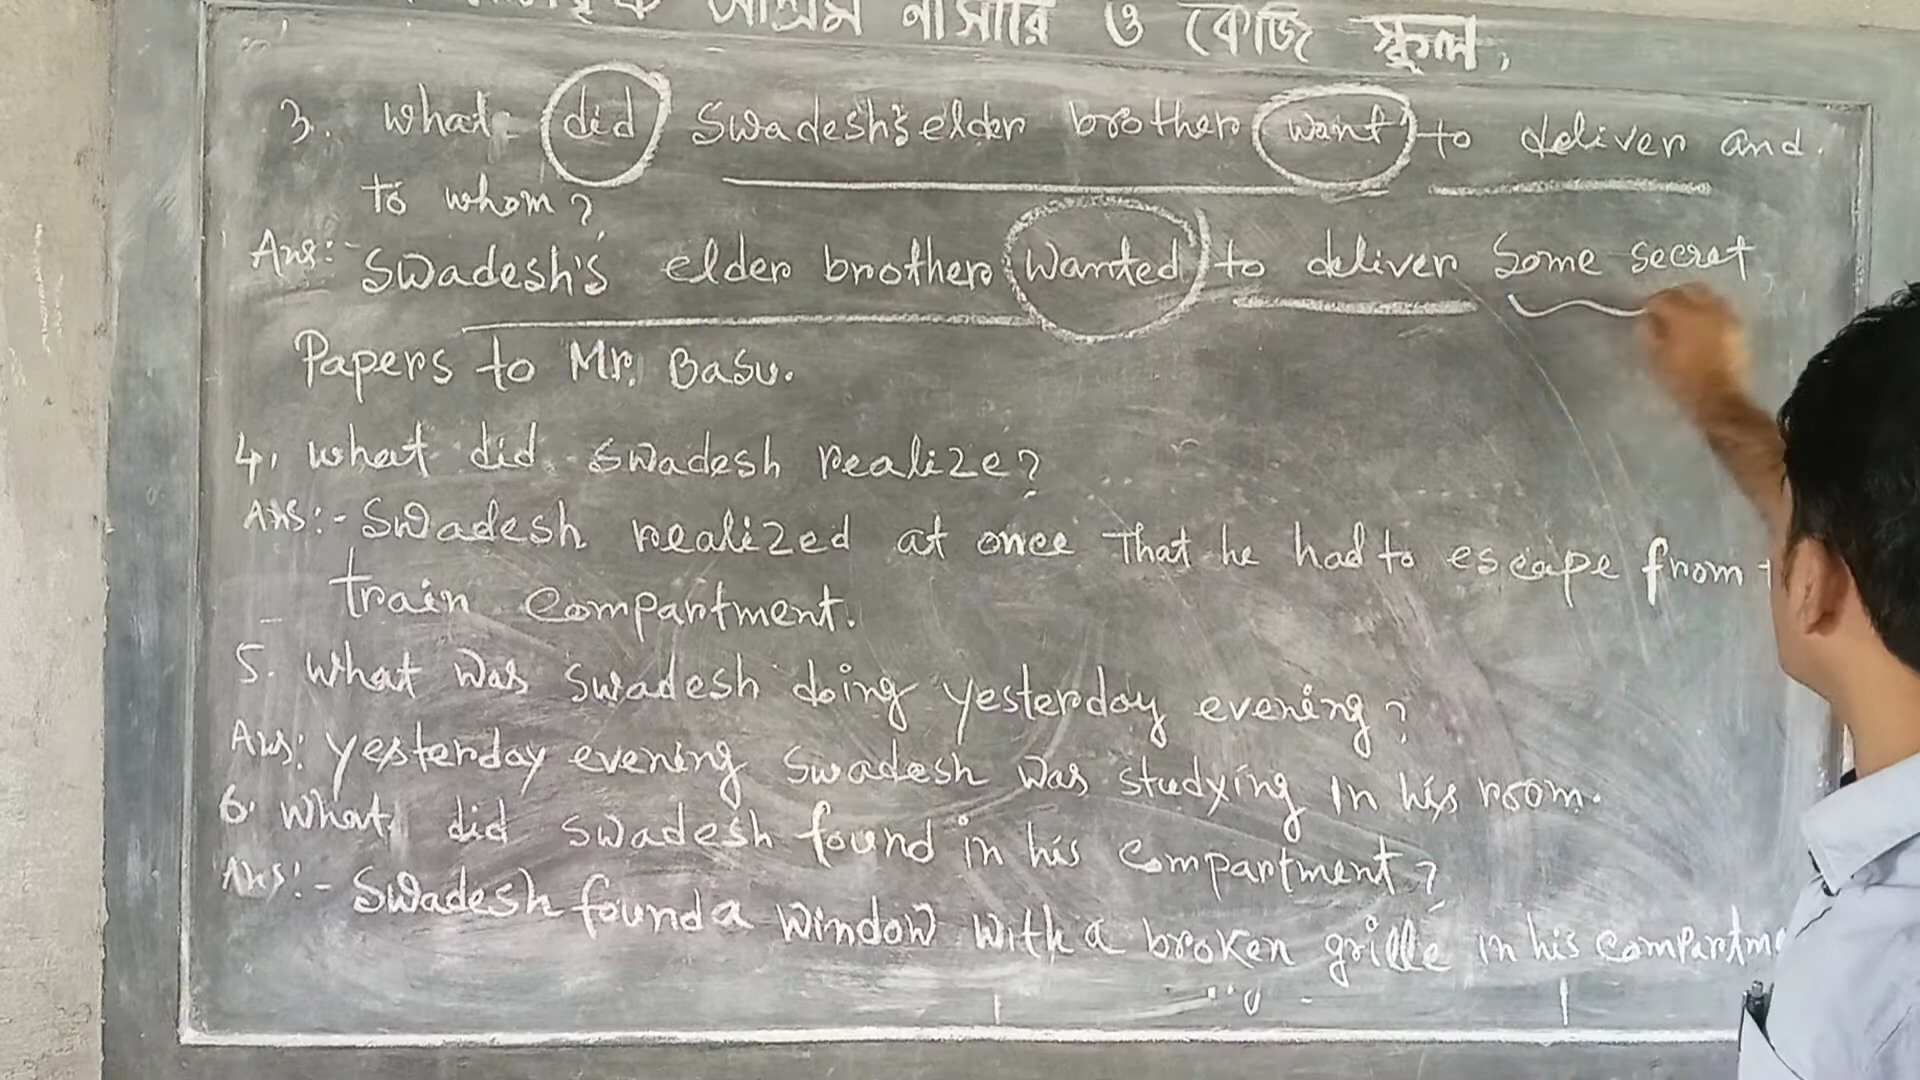 আশ্রম নার্সারি ও কেজি স্কুল,
3. What did Swadesh's elder brother want to deliver and.
to whom?
Ans:- Swadesh's elder brother wanted to deliver some secret
Papers to Mr. Basu.
4. What did swadesh realize?
Ans:- Swadesh realized at once that he had to escape from
train compartment.
5. What was swadesh doing yesterday evening?
Ans: yesterday evening swadesh was studying in his room.
6. What did swadesh found in his compartment?
Ans:- Swadesh found a window with a broken grille in his